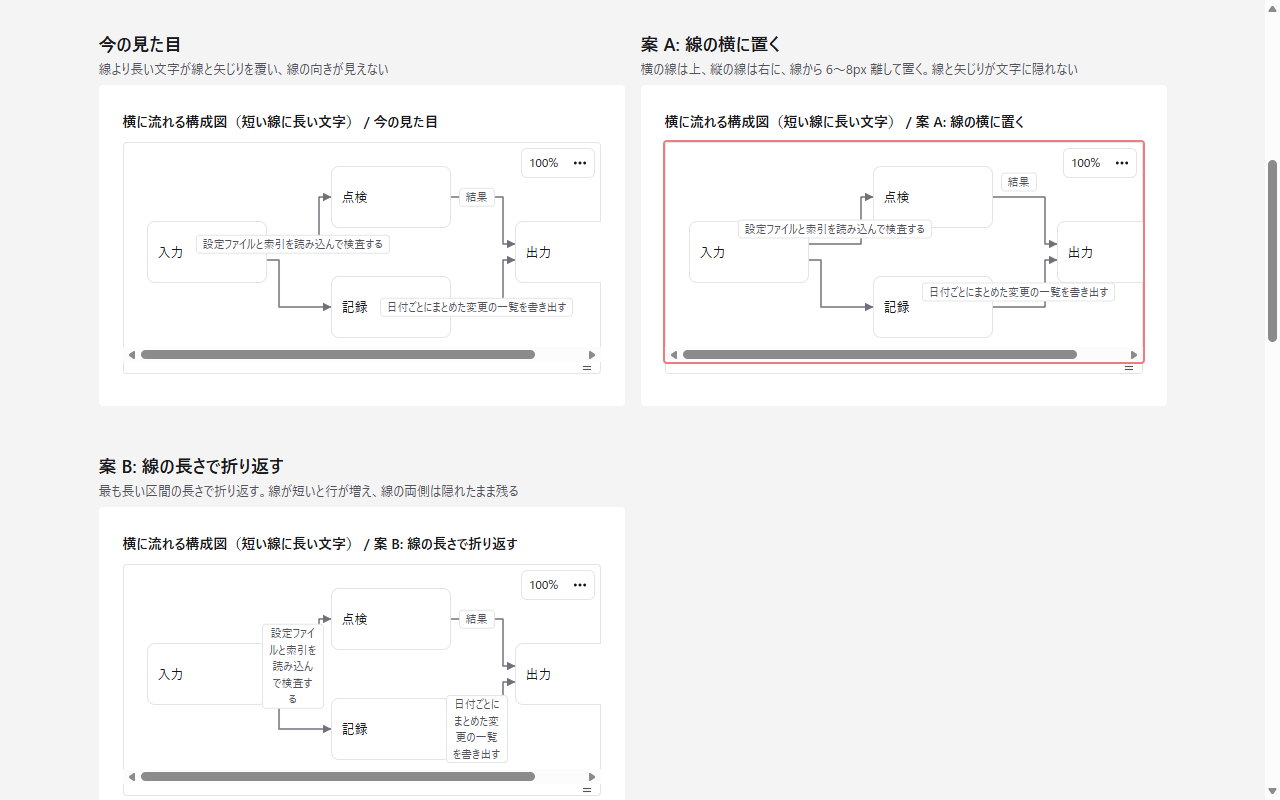 今の見た目
線より長い文字が線と矢じりを覆い、線の向きが見えない
横に流れる構成図（短い線に長い文字） / 今の見た目
100% •••
点検
結果
設定ファイルと索引を読み込んで検査する
入力
出力
記録
日付ごとにまとめた変更の一覧を書き出す
案 A: 線の横に置く
横の線は上、縦の線は右に、線から 6〜8px 離して置く。線と矢じりが文字に隠れない
横に流れる構成図（短い線に長い文字） / 案 A: 線の横に置く
100% •••
結果
点検
設定ファイルと索引を読み込んで検査する
入力
出力
日付ごとにまとめた変更の一覧を書き出す
記録
案 B: 線の長さで折り返す
最も長い区間の長さで折り返す。線が短いと行が増え、線の両側は隠れたまま残る
横に流れる構成図（短い線に長い文字） / 案 B: 線の長さで折り返す
100% •••
点検
結果
設定ファイ
ルと索引を
読み込ん
で検査す
る
入力
出力
記録
日付ごとに
まとめた変
更の一覧
を書き出す